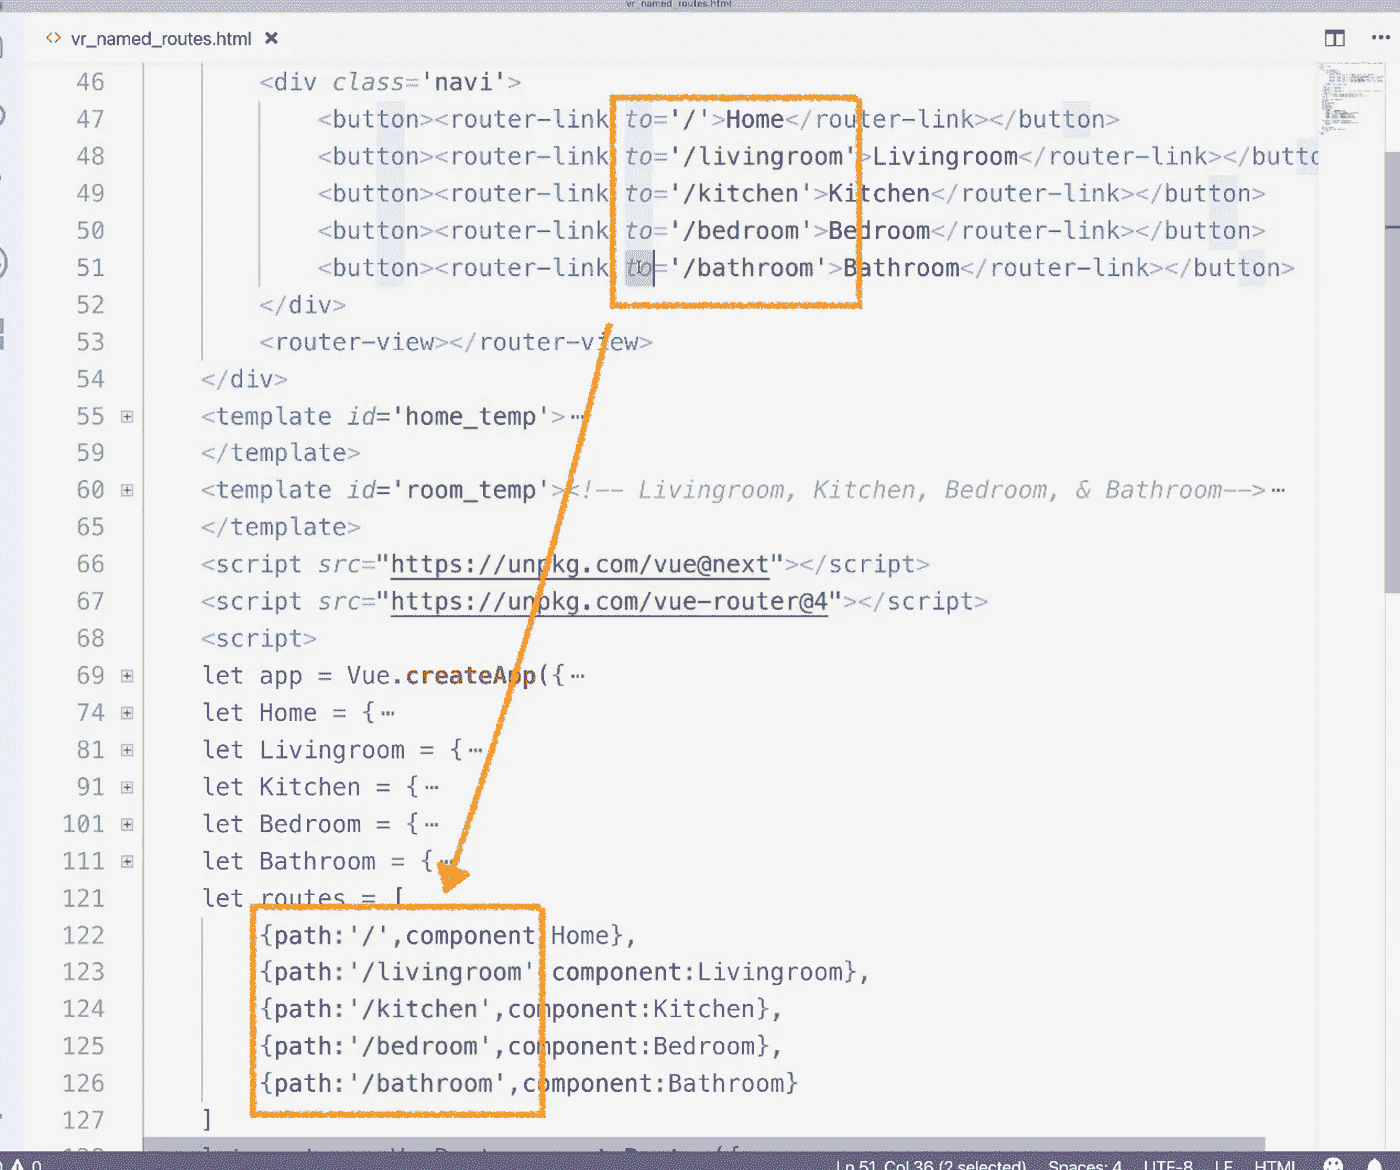 vr_named_routes.html
vr_named_routes.html
46 <div class='navi'>
47 <button><router-link to='/'>Home</router-link></button>
48 <button><router-link to='/livingroom'>Livingroom</router-link></butto
49 <button><router-link to='/kitchen'>Kitchen</router-link></button>
50 <button><router-link to='/bedroom'>Bedroom</router-link></button>
51 <button><router-link to='/bathroom'>Bathroom</router-link></button>
52 </div>
53 <router-view></router-view>
54 </div>
55 <template id='home_temp'>…
59 </template>
60 <template id='room_temp'><!-- Livingroom, Kitchen, Bedroom, & Bathroom-->…
65 </template>
66 <script src="https://unpkg.com/vue@next"></script>
67 <script src="https://unpkg.com/vue-router@4"></script>
68 <script>
69 let app = Vue.createApp({…
74 let Home = {…
81 let Livingroom = {…
91 let Kitchen = {…
101 let Bedroom = {…
111 let Bathroom = {…
121 let routes = [
122 {path:'/',component:Home},
123 {path:'/livingroom',component:Livingroom},
124 {path:'/kitchen',component:Kitchen},
125 {path:'/bedroom',component:Bedroom},
126 {path:'/bathroom',component:Bathroom}
127 ]
0 Ln 51, Col 36 (2 selected) Spaces: 4 UTF-8 LF HTML